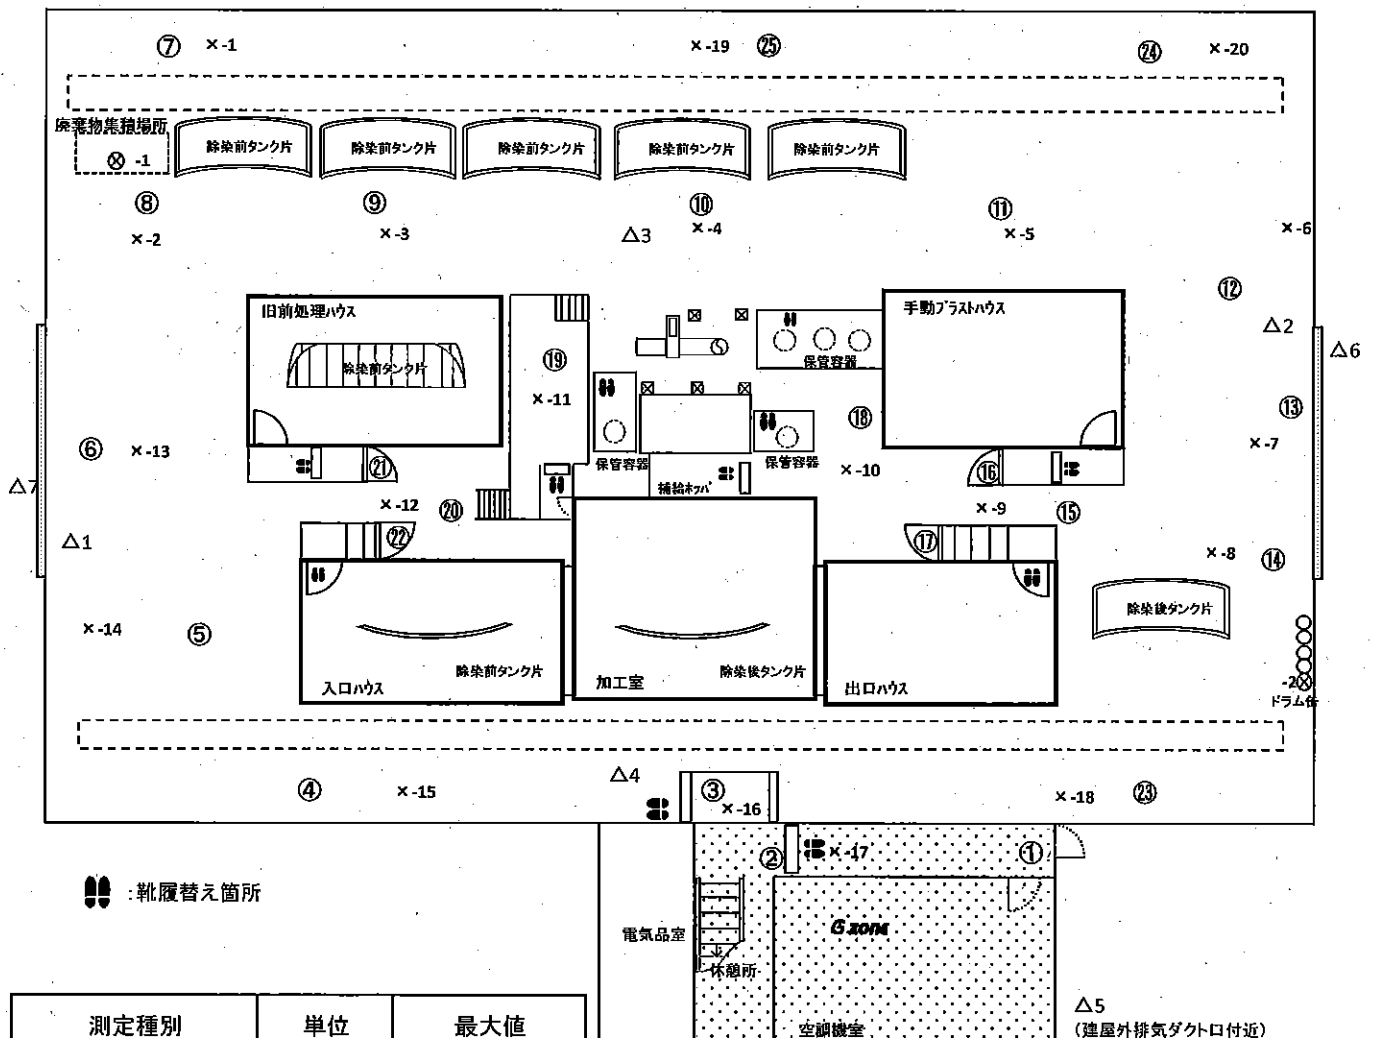 ⑦ ×-1 ×-19 ㉕ ㉔ ×-20
廃棄物集積場所
⊗ -1
除染前タンク片 除染前タンク片 除染前タンク片 除染前タンク片 除染前タンク片
⑧ ⑨ ⑩ ⑪
×-2 ×-3 △3 ×-4 ×-5 ×-6
⑫
旧前処理ハウス
手動ブラストハウス
△2
除染前タンク片
⑲
保管容器
△6
×-11
⑱
⑬
⑥ ×-13
×-7
保管容器
保管容器
㉑
×-10
⑯
△7
補給ホッパ
×-12
⑳
×-9
⑮
△1
㉒
⑰
×-8
⑭
除染後タンク片
×-14
⑤
除染前タンク片
除染後タンク片
入口ハウス
加工室
出口ハウス
-2⊗
ドラム缶
④ ×-15 △4 ③ ×-16 ×-18 ㉓
② ×-17 ①
:靴履替え箇所
G zone
電気品室
休憩所
空調機室
△5
(建屋外排気ダクト口付近)
測定種別 単位 最大値